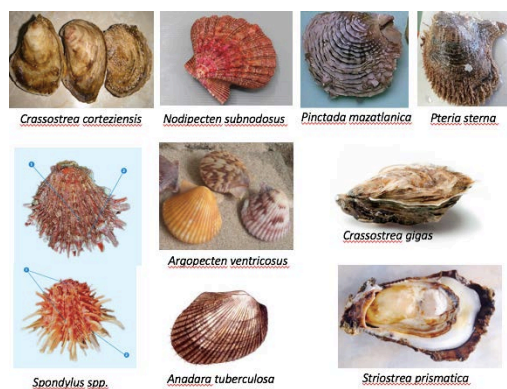 Crassostrea corteziensis
Nodipecten subnodosus
Pinctada mazatlanica
Pteria sterna
Argopecten ventricosus
Crassostrea gigas
Spondylus spp.
Anadara tuberculosa
Striostrea prismatica